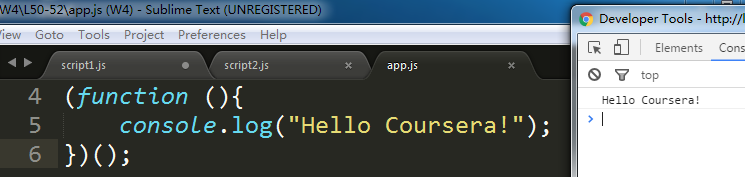 W4\L50-52\app.js (W4) - Sublime Text (UNREGISTERED)
View Goto Tools Project Preferences Help
script1.js script2.js app.js
4 (function (){
5 console.log("Hello Coursera!");
6 })();
Developer Tools - http://l
Elements Cons
top
Hello Coursera!
>